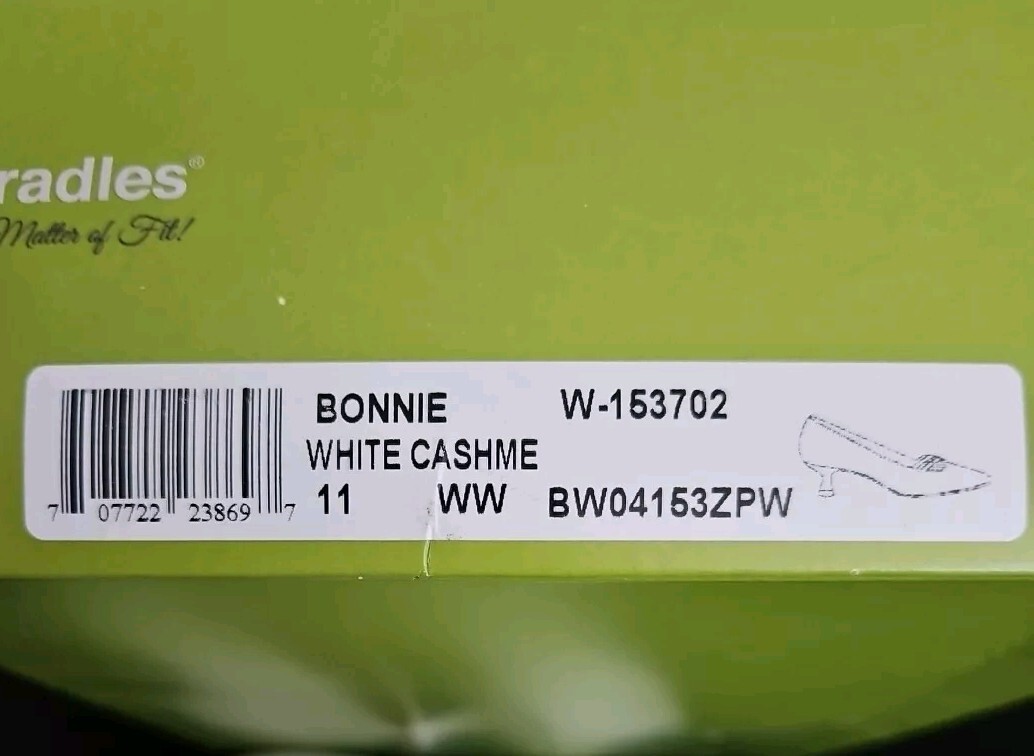 radles®
Matter of Fit!
BONNIE W-153702
WHITE CASHME
11 WW BW04153ZPW
7 07722 23869 7